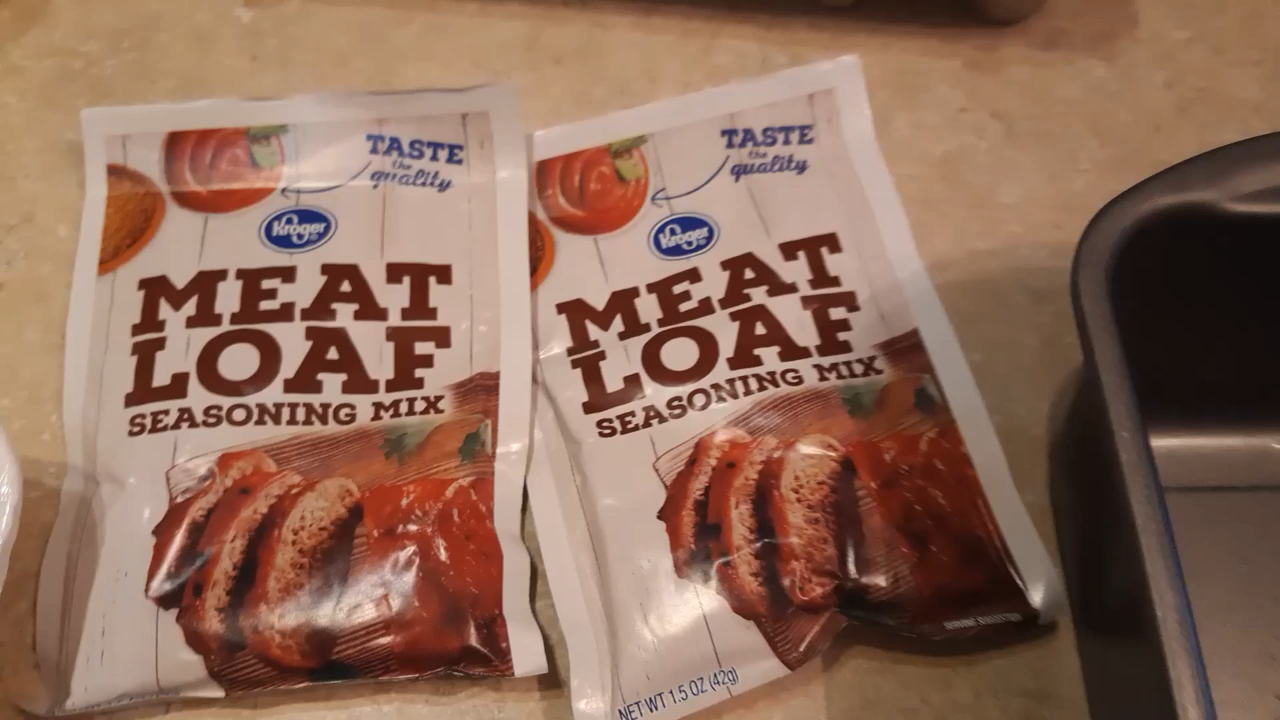 TASTE
the
quality
Kroger
MEAT
LOAF
SEASONING MIX
TASTE
the
quality
Kroger
MEAT
LOAF
SEASONING MIX
NET WT 1.5 OZ (42g)